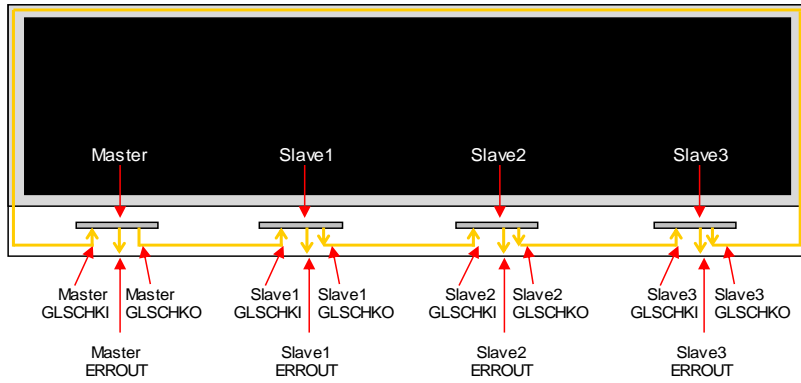 Master Slave1 Slave2 Slave3
Master Master Slave1 Slave1 Slave2 Slave2 Slave3 Slave3
GLSCHKI GLSCHKO GLSCHKI GLSCHKO GLSCHKI GLSCHKO GLSCHKI GLSCHKO
Master Slave1 Slave2 Slave3
ERROUT ERROUT ERROUT ERROUT